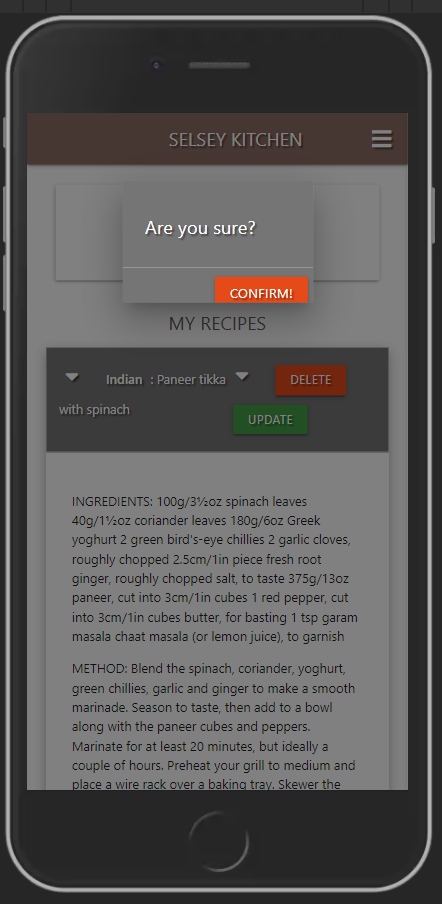 SELSEY KITCHEN
Are you sure?
CONFIRM!
MY RECIPES
Indian : Paneer tikka
with spinach
DELETE
UPDATE
INGREDIENTS: 100g/3½oz spinach leaves
40g/1½oz coriander leaves 180g/6oz Greek
yoghurt 2 green bird's-eye chillies 2 garlic cloves,
roughly chopped 2.5cm/1in piece fresh root
ginger, roughly chopped salt, to taste 375g/13oz
paneer, cut into 3cm/1in cubes 1 red pepper, cut
into 3cm/1in cubes butter, for basting 1 tsp garam
masala chaat masala (or lemon juice), to garnish
METHOD: Blend the spinach, coriander, yoghurt,
green chillies, garlic and ginger to make a smooth
marinade. Season to taste, then add to a bowl
along with the paneer cubes and peppers.
Marinate for at least 20 minutes, but ideally a
couple of hours. Preheat your grill to medium and
place a wire rack over a baking tray. Skewer the